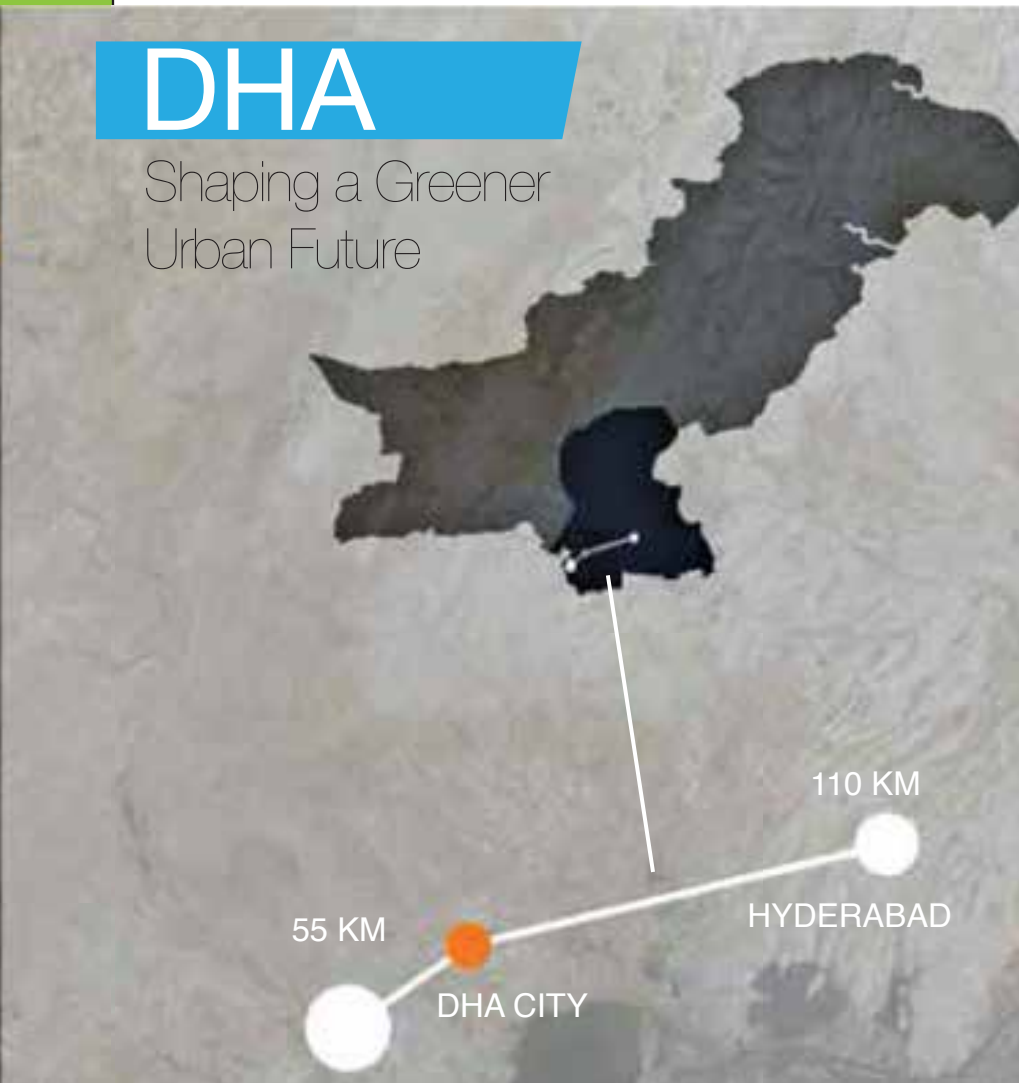 DHA
Shaping a Greener
Urban Future
110 KM
HYDERABAD
55 KM
DHA CITY